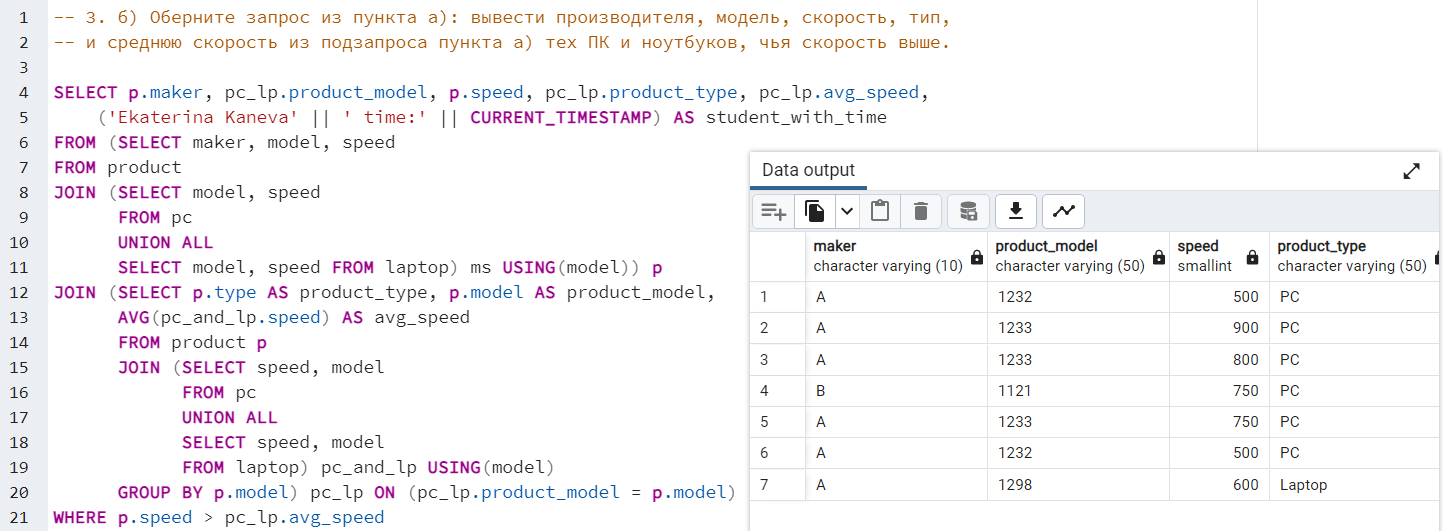 1 -- 3. б) Оберните запрос из пункта а): вывести производителя, модель, скорость, тип,
2 -- и среднюю скорость из подзапроса пункта а) тех ПК и ноутбуков, чья скорость выше.
3
4 SELECT p.maker, pc_lp.product_model, p.speed, pc_lp.product_type, pc_lp.avg_speed,
5 ('Ekaterina Kaneva' || ' time:' || CURRENT_TIMESTAMP) AS student_with_time
6 FROM (SELECT maker, model, speed
7 FROM product
8 JOIN (SELECT model, speed
9 FROM pc
10 UNION ALL
11 SELECT model, speed FROM laptop) ms USING(model)) p
12 JOIN (SELECT p.type AS product_type, p.model AS product_model,
13 AVG(pc_and_lp.speed) AS avg_speed
14 FROM product p
15 JOIN (SELECT speed, model
16 FROM pc
17 UNION ALL
18 SELECT speed, model
19 FROM laptop) pc_and_lp USING(model)
20 GROUP BY p.model) pc_lp ON (pc_lp.product_model = p.model)
21 WHERE p.speed > pc_lp.avg_speed
Data output
maker product_model speed product_type
character varying (10) character varying (50) smallint character varying (50)
1 A 1232 500 PC
2 A 1233 900 PC
3 A 1233 800 PC
4 B 1121 750 PC
5 A 1233 750 PC
6 A 1232 500 PC
7 A 1298 600 Laptop